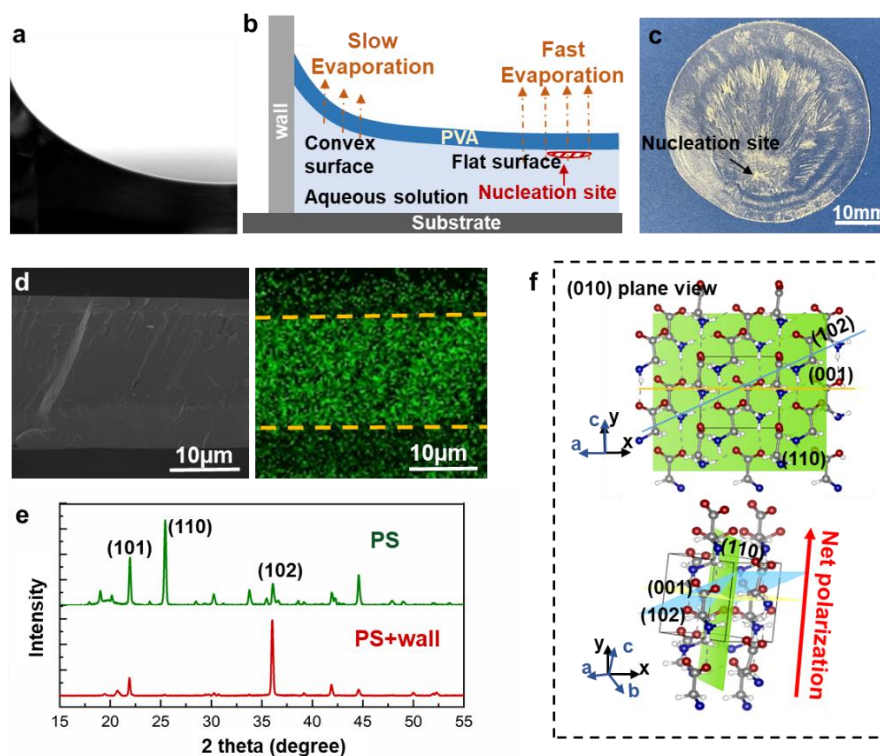 a
b
Slow
Evaporation
Fast
Evaporation
wall
PVA
Convex
surface
Flat surface
Aqueous solution
Nucleation site
Substrate
c
Nucleation site
10mm
d
10μm
10μm
e
(101)
(110)
(102)
PS
PS+wall
Intensity
15 20 25 30 35 40 45 50 55
2 theta (degree)
f
(010) plane view
(102)
(001)
(110)
c
y
a
x
(110)
(001)
(102)
Net polarization
y
c
a
x
b